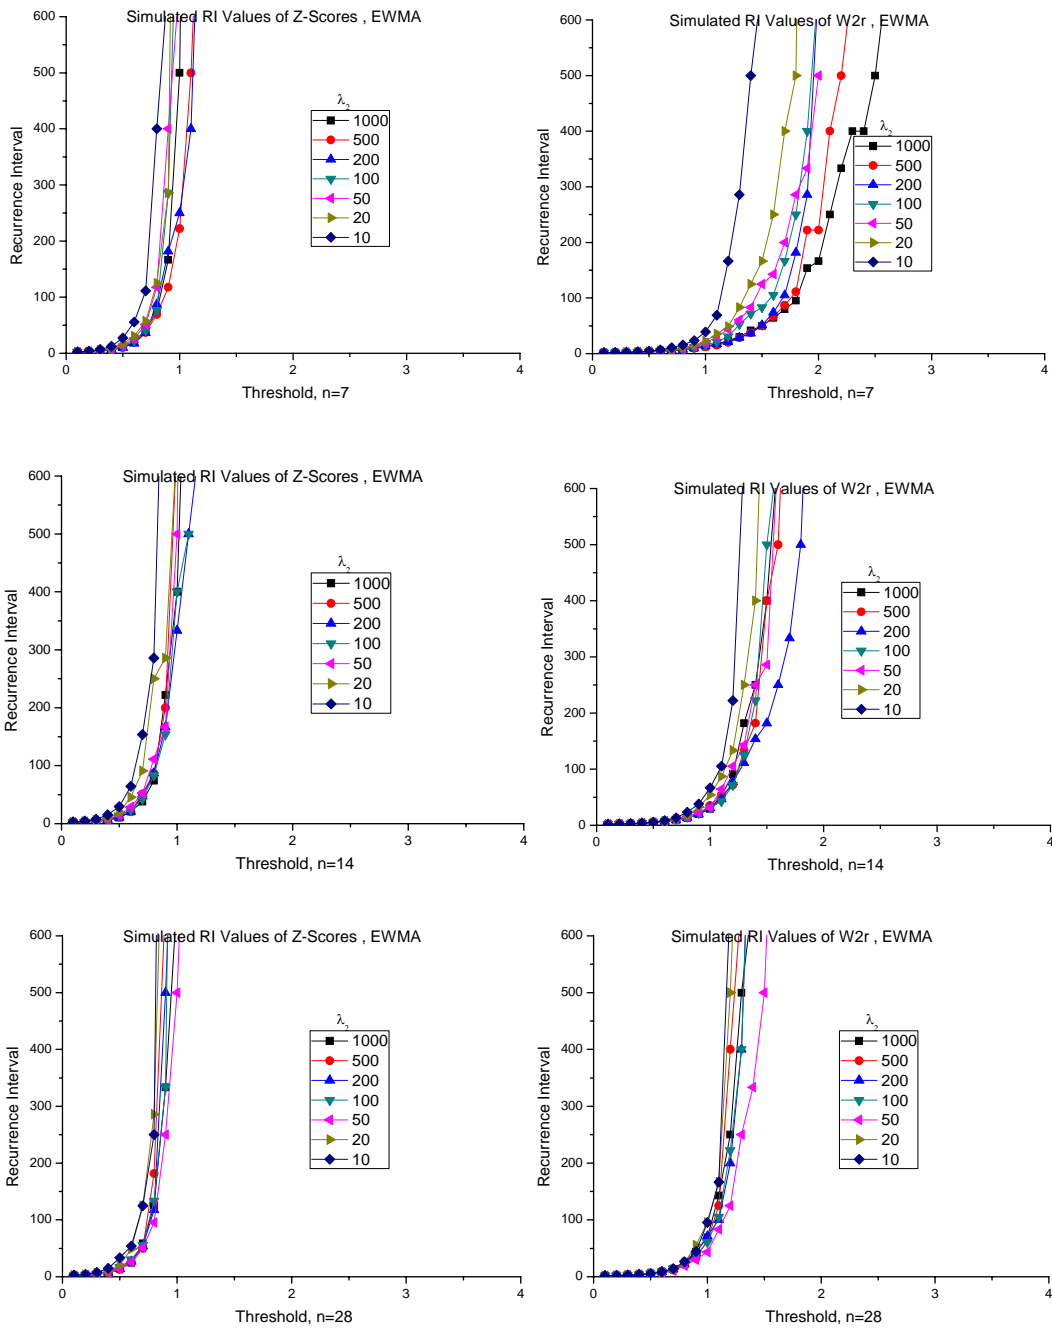 Simulated RI Values of Z-Scores , EWMA
600
500
400
300
200
100
0
Recurrence Interval
λ2
1000
500
200
100
50
20
10
0 1 2 3 4
Threshold, n=7
Simulated RI Values of W2r , EWMA
600
500
400
300
200
100
0
Recurrence Interval
λ2
1000
500
200
100
50
20
10
0 1 2 3 4
Threshold, n=7
Simulated RI Values of Z-Scores , EWMA
600
500
400
300
200
100
0
Recurrence Interval
λ2
1000
500
200
100
50
20
10
0 1 2 3 4
Threshold, n=14
Simulated RI Values of W2r , EWMA
600
500
400
300
200
100
0
Recurrence Interval
λ2
1000
500
200
100
50
20
10
0 1 2 3 4
Threshold, n=14
Simulated RI Values of Z-Scores , EWMA
600
500
400
300
200
100
0
Recurrence Interval
λ2
1000
500
200
100
50
20
10
0 1 2 3 4
Threshold, n=28
Simulated RI Values of W2r , EWMA
600
500
400
300
200
100
0
Recurrence Interval
λ2
1000
500
200
100
50
20
10
0 1 2 3 4
Threshold, n=28